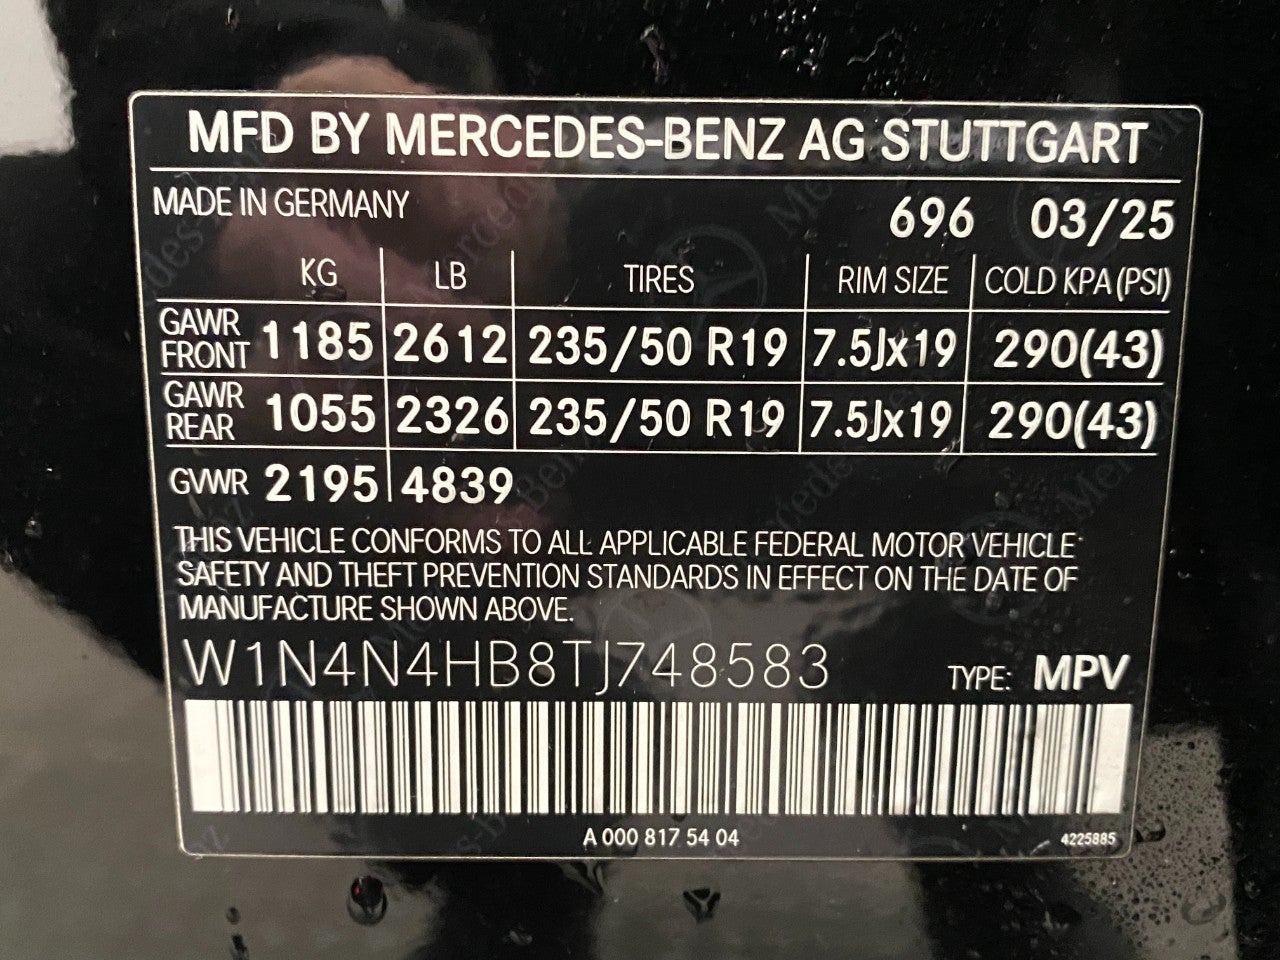 MFD BY MERCEDES-BENZ AG STUTTGART
MADE IN GERMANY 696 03/25
KG LB TIRES RIM SIZE COLD KPA (PSI)
GAWR FRONT 1185 2612 235/50 R19 7.5Jx19 290(43)
GAWR REAR 1055 2326 235/50 R19 7.5Jx19 290(43)
GVWR 2195 4839
THIS VEHICLE CONFORMS TO ALL APPLICABLE FEDERAL MOTOR VEHICLE
SAFETY AND THEFT PREVENTION STANDARDS IN EFFECT ON THE DATE OF
MANUFACTURE SHOWN ABOVE.
W1N4N4HB8TJ748583 TYPE: MPV
A 000 817 54 04 4225885